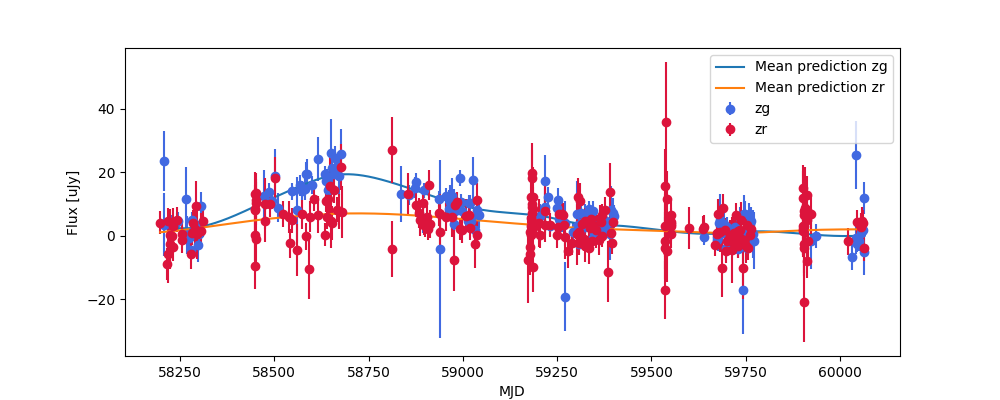 Mean prediction zg
Mean prediction zr
zg
zr
Flux [uJy]
40
20
0
−20
58250 58500 58750 59000 59250 59500 59750 60000
MJD